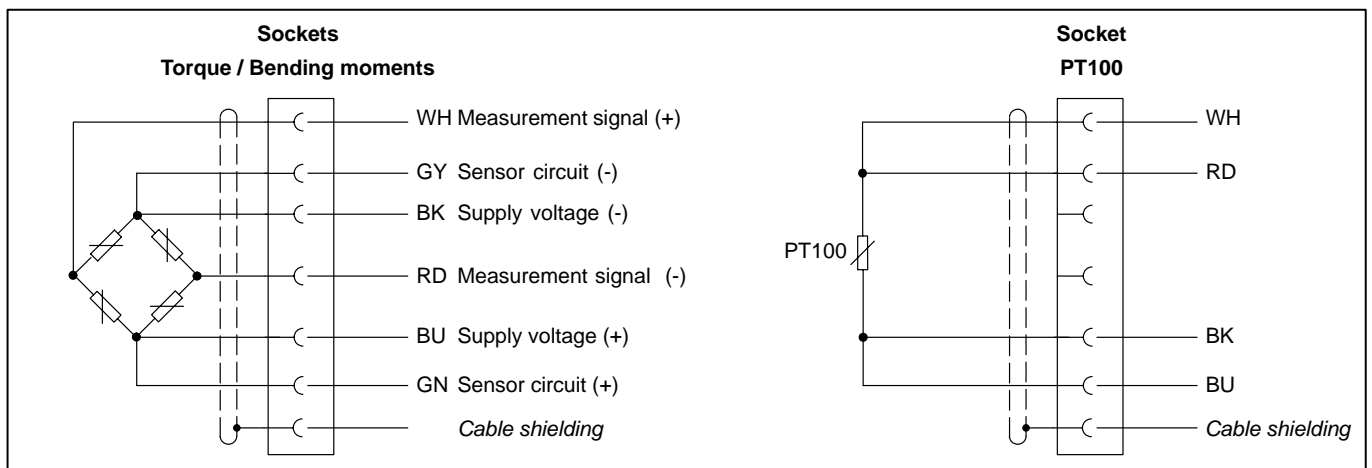 Sockets
Torque / Bending moments
WH Measurement signal (+)
GY Sensor circuit (-)
BK Supply voltage (-)
RD Measurement signal (-)
BU Supply voltage (+)
GN Sensor circuit (+)
Cable shielding
Socket
PT100
WH
RD
PT100
BK
BU
Cable shielding